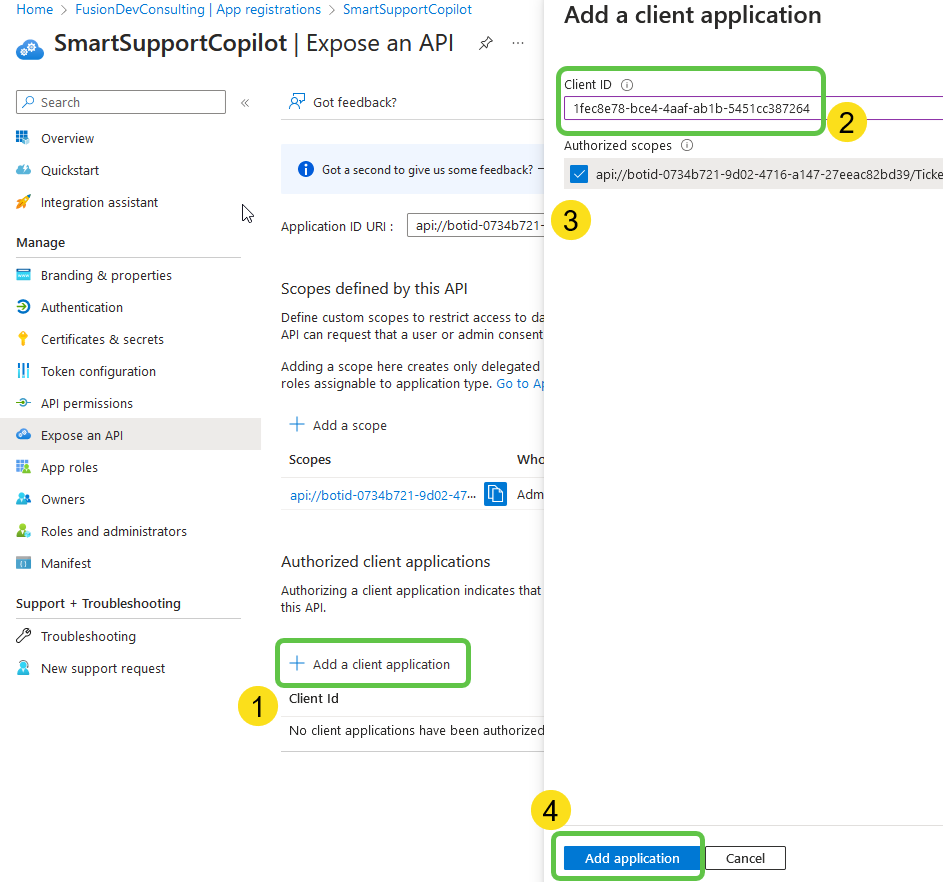 Home > FusionDevConsulting | App registrations > SmartSupportCopilot
SmartSupportCopilot | Expose an API
Search
Overview
Quickstart
Integration assistant
Manage
Branding & properties
Authentication
Certificates & secrets
Token configuration
API permissions
Expose an API
App roles
Owners
Roles and administrators
Manifest
Support + Troubleshooting
Troubleshooting
New support request
Got feedback?
Got a second to give us some feedback?
Application ID URI :
api://botid-0734b721-
Scopes defined by this API
Define custom scopes to restrict access to da
API can request that a user or admin consent
Adding a scope here creates only delegated
roles assignable to application type. Go to Ap
Add a scope
Scopes
Who
api://botid-0734b721-9d02-47...
Adm
Authorized client applications
Authorizing a client application indicates that
this API.
Add a client application
1
Client Id
No client applications have been authorized
Add a client application
Client ID
1fec8e78-bce4-4aaf-ab1b-5451cc387264
2
Authorized scopes
api://botid-0734b721-9d02-4716-a147-27eeac82bd39/Ticke
3
4
Add application
Cancel